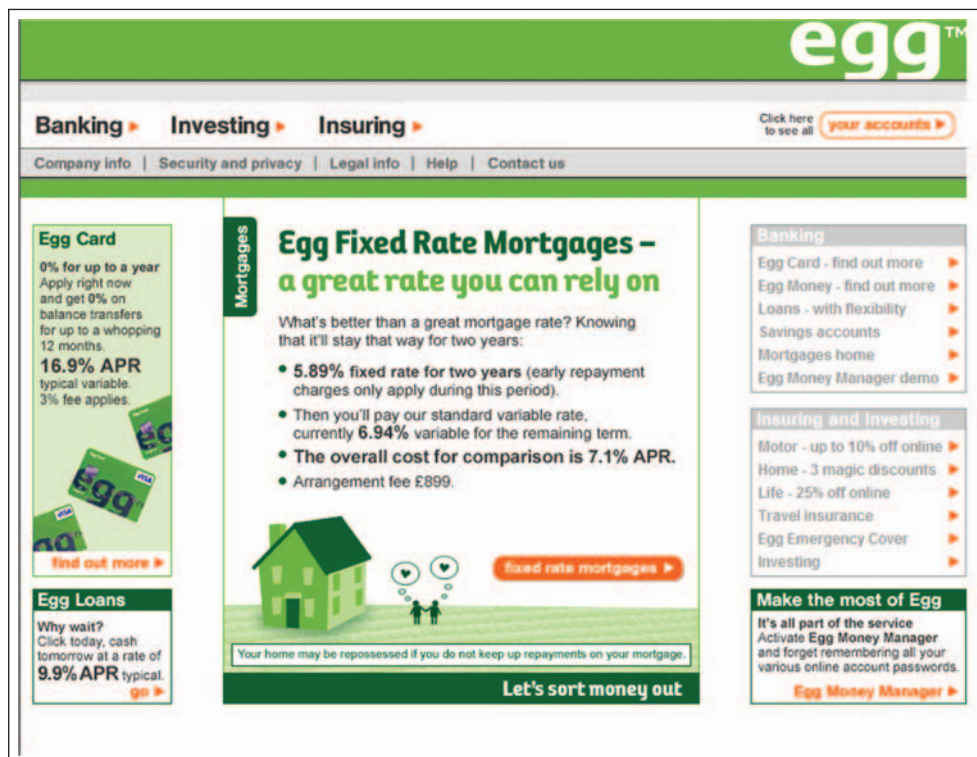 egg™
Banking Investing Insuring
Click here
to see all
your accounts
Company info | Security and privacy | Legal info | Help | Contact us
Egg Card
0% for up to a year
Apply right now
and get 0% on
balance transfers
for up to a whopping
12 months.
16.9% APR
typical variable.
3% fee applies.
egg
VISA
egg
VISA
egg
VISA
find out more
Egg Loans
Why wait?
Click today, cash
tomorrow at a rate of
9.9% APR typical.
go
Mortgages
Egg Fixed Rate Mortgages –
a great rate you can rely on
What's better than a great mortgage rate? Knowing
that it'll stay that way for two years:
• 5.89% fixed rate for two years (early repayment
charges only apply during this period).
• Then you'll pay our standard variable rate,
currently 6.94% variable for the remaining term.
• The overall cost for comparison is 7.1% APR.
• Arrangement fee £899.
fixed rate mortgages
Your home may be repossessed if you do not keep up repayments on your mortgage.
Let's sort money out
Banking
Egg Card - find out more
Egg Money - find out more
Loans - with flexibility
Savings accounts
Mortgages home
Egg Money Manager demo
Insuring and Investing
Motor - up to 10% off online
Home - 3 magic discounts
Life - 25% off online
Travel insurance
Egg Emergency Cover
Investing
Make the most of Egg
It's all part of the service
Activate Egg Money Manager
and forget remembering all your
various online account passwords.
Egg Money Manager